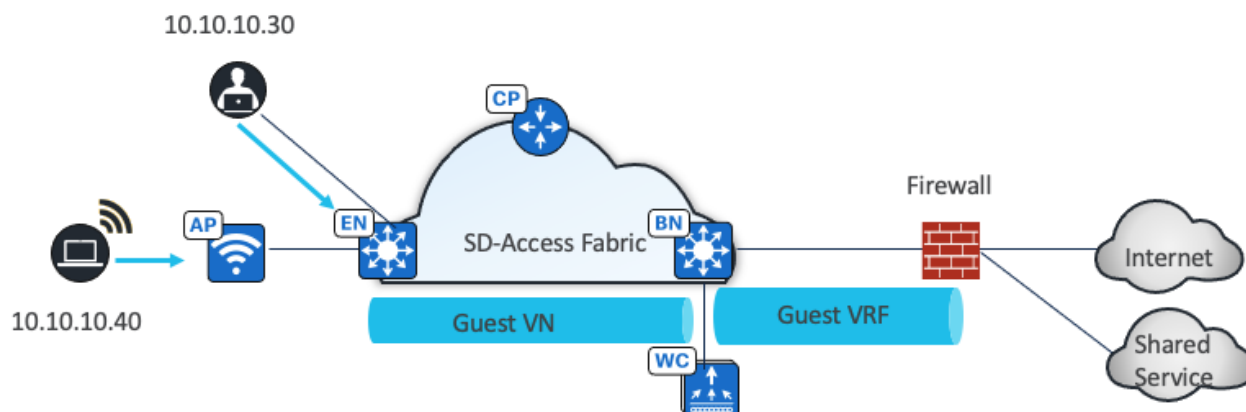 10.10.10.30
CP
Firewall
AP
EN
BN
SD-Access Fabric
Internet
10.10.10.40
Guest VN
Guest VRF
WC
Shared
Service